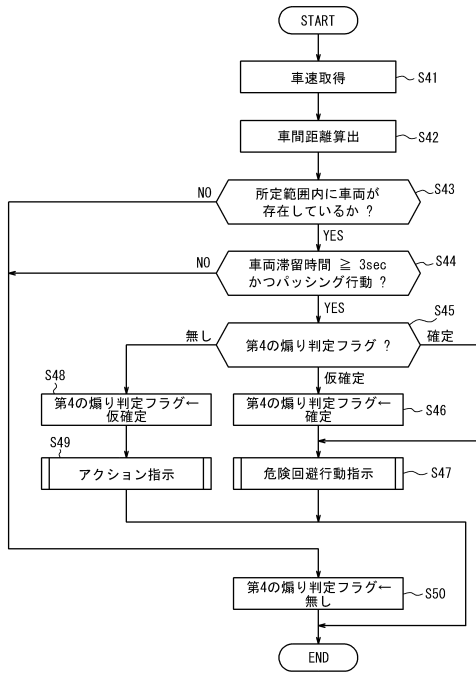 START
車速取得
S41
車間距離算出
S42
NO
所定範囲内に車両が
存在しているか ?
S43
YES
NO
車両滞留時間 ≧ 3sec
かつパッシング行動 ?
S44
YES
S45
無し
第4の煽り判定フラグ ?
確定
仮確定
S48
第4の煽り判定フラグ←
仮確定
第4の煽り判定フラグ←
確定
S46
S49
アクション指示
危険回避行動指示
S47
第4の煽り判定フラグ←
無し
S50
END